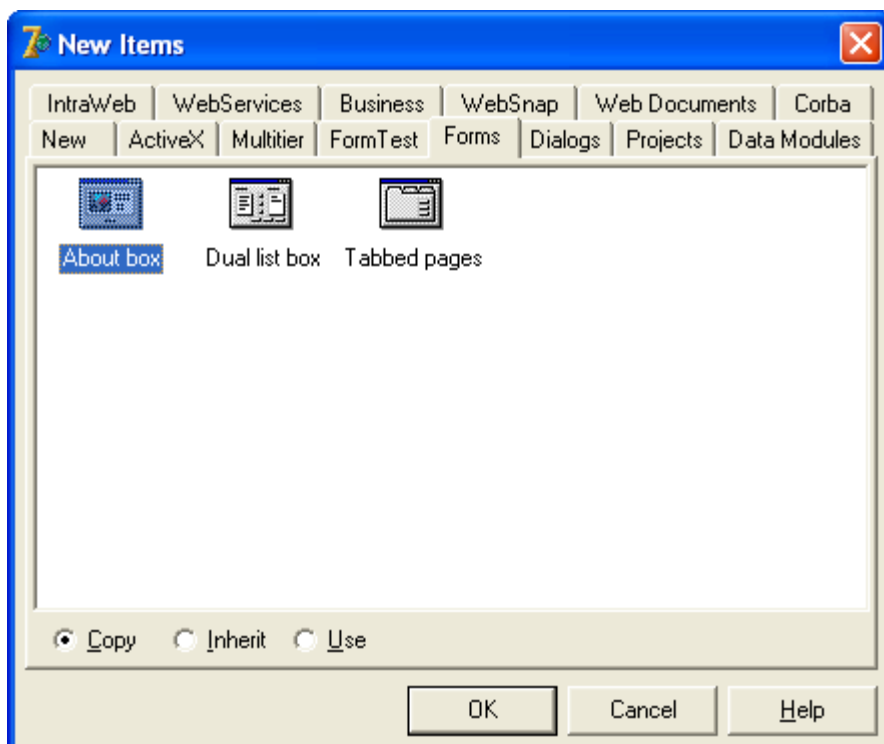 New Items
IntraWeb WebServices Business WebSnap Web Documents Corba
New ActiveX Multitier FormTest Forms Dialogs Projects Data Modules
About box Dual list box Tabbed pages
Copy Inherit Use
OK Cancel Help